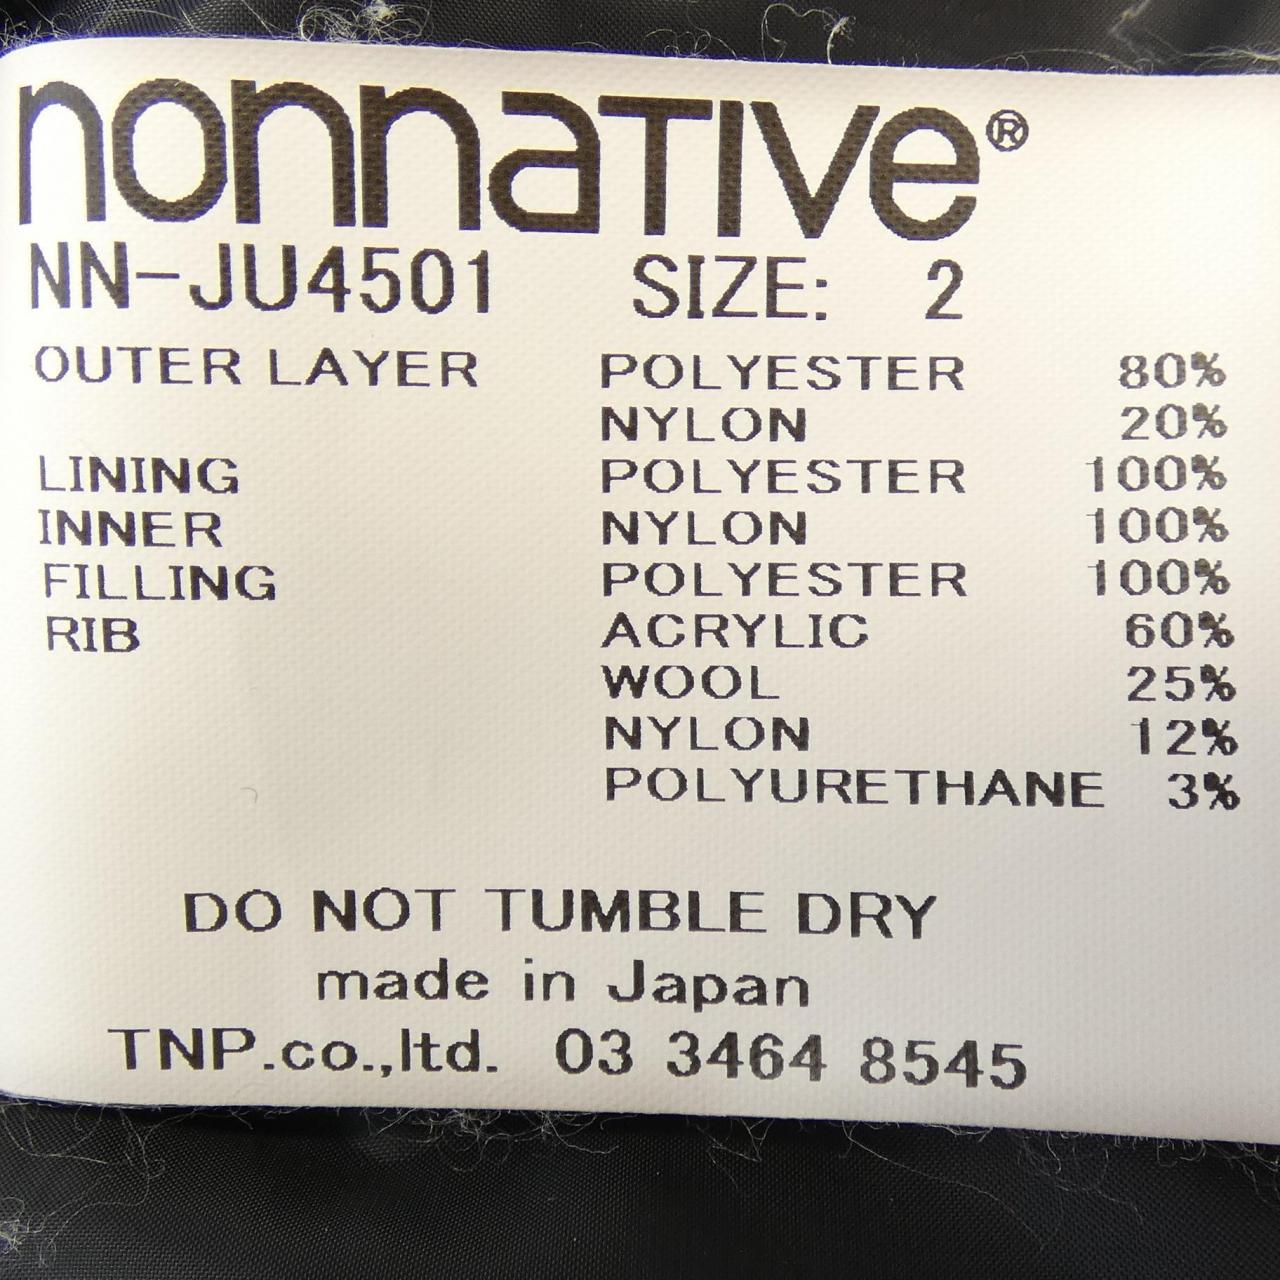 nonnaTIVe®
NN-JU4501 SIZE: 2
OUTER LAYER POLYESTER 80%
NYLON 20%
LINING POLYESTER 100%
INNER NYLON 100%
FILLING POLYESTER 100%
RIB ACRYLIC 60%
WOOL 25%
NYLON 12%
POLYURETHANE 3%
DO NOT TUMBLE DRY
made in Japan
TNP.co.,ltd. 03 3464 8545